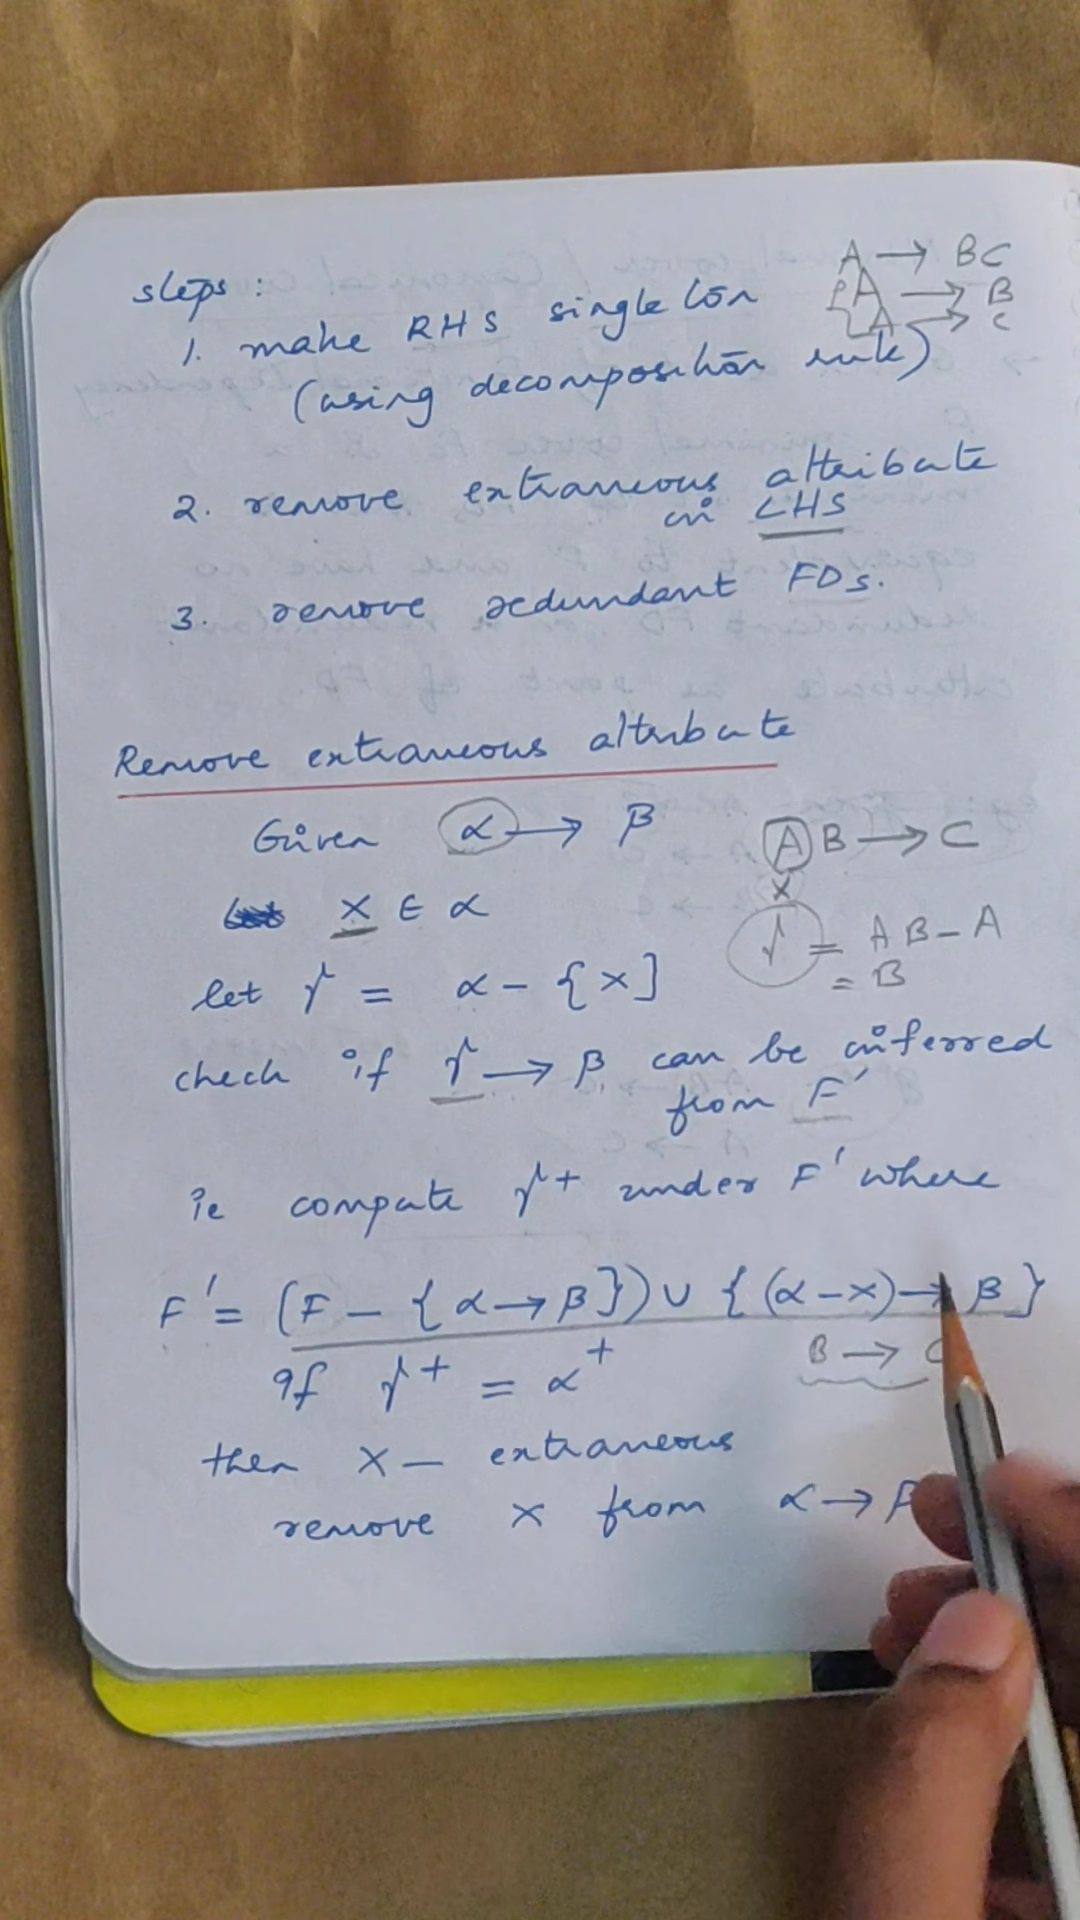 steps :
A → BC
A → B
A → C
1. make RHS singleton
(using decomposition rule)
2. remove extraneous attribute
in LHS
3. remove redundant FDs.
Remove extraneous attribute
Given α → β
AB → C
x
X ∈ α
γ = AB - A
= B
let γ = α - {x}
check if γ → β can be inferred
from F'
ie compute γ+ under F' where
F' = (F - {α→β}) ∪ {(α-x)→ β}
B → C
If γ+ = α+
then X - extraneous
remove x from α → β